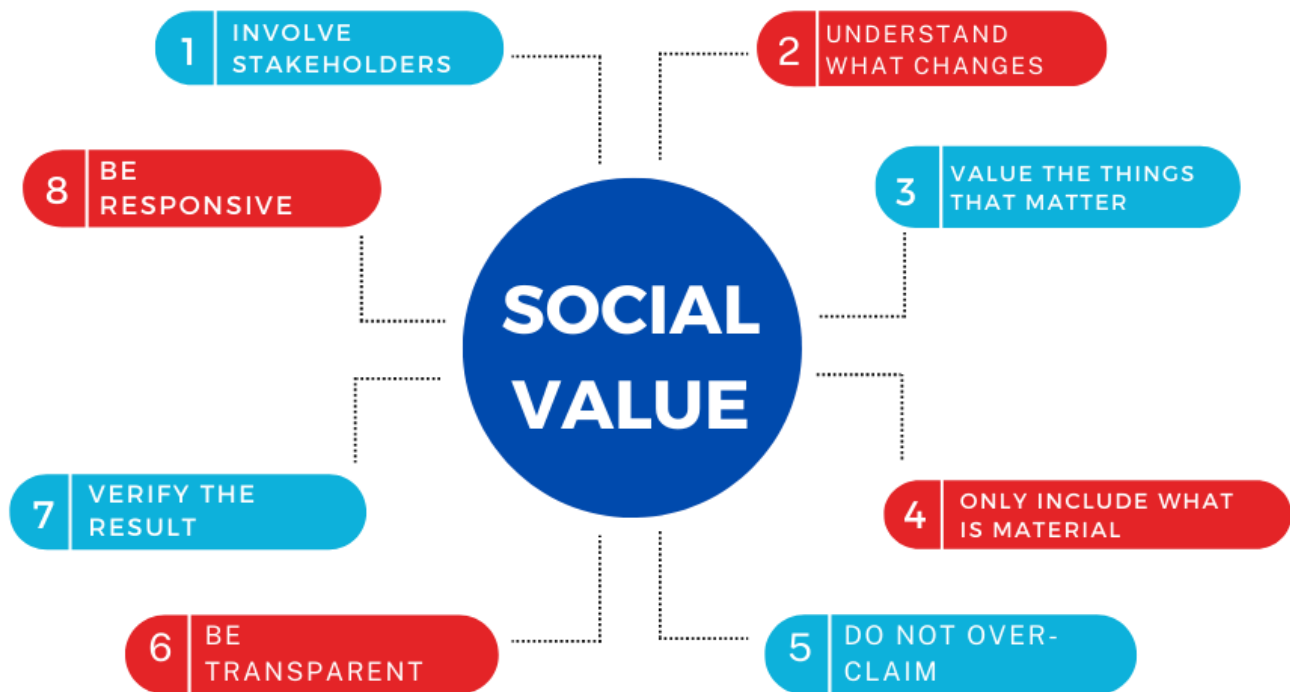 1
INVOLVE
STAKEHOLDERS
2
UNDERSTAND
WHAT CHANGES
8
BE
RESPONSIVE
3
VALUE THE THINGS
THAT MATTER
SOCIAL
VALUE
7
VERIFY THE
RESULT
4
ONLY INCLUDE WHAT
IS MATERIAL
6
BE
TRANSPARENT
5
DO NOT OVER-
CLAIM